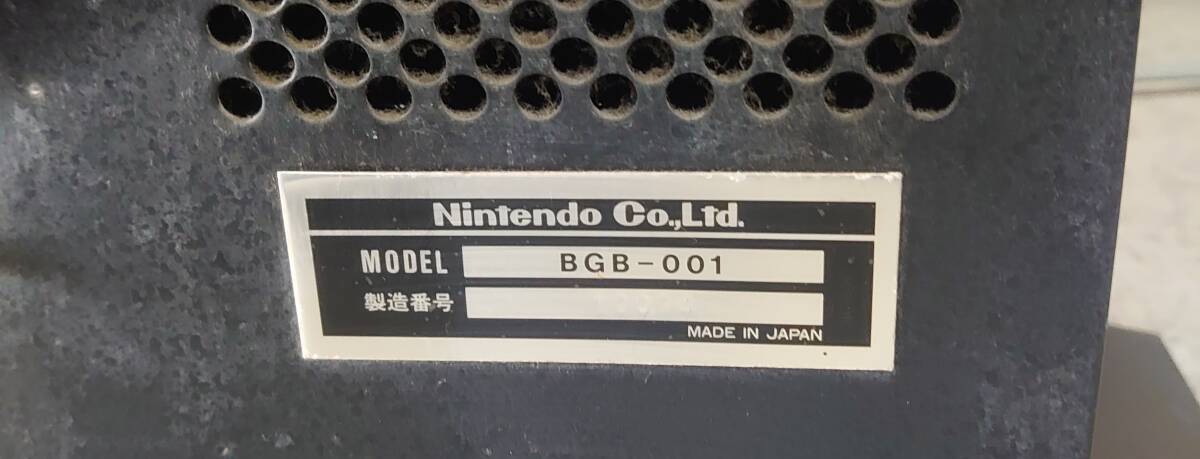 Nintendo Co.,Ltd.
MODEL BGB-001
製造番号
MADE IN JAPAN